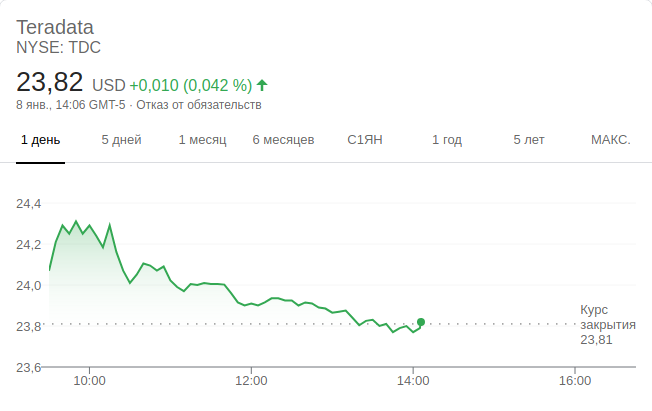 Teradata
NYSE: TDC
23,82 USD +0,010 (0,042 %)
8 янв., 14:06 GMT-5 · Отказ от обязательств
1 день 5 дней 1 месяц 6 месяцев С1ЯН 1 год 5 лет МАКС.
24,4
24,2
24,0
23,8
23,6
Курс
закрытия
23,81
10:00 12:00 14:00 16:00